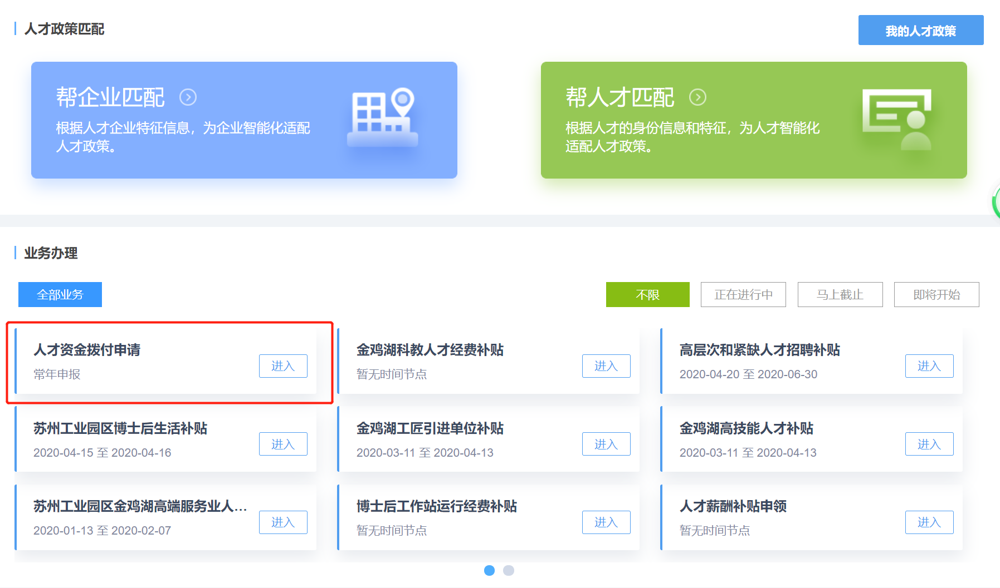 人才政策匹配
我的人才政策
帮企业匹配
根据人才企业特征信息，为企业智能化适配
人才政策。
帮人才匹配
根据人才的身份信息和特征，为人才智能化
适配人才政策。
业务办理
全部业务
不限
正在进行中
马上截止
即将开始
人才资金拨付申请
常年申报
进入
金鸡湖科教人才经费补贴
暂无时间节点
进入
高层次和紧缺人才招聘补贴
2020-04-20 至 2020-06-30
进入
苏州工业园区博士后生活补贴
2020-04-15 至 2020-04-16
进入
金鸡湖工匠引进单位补贴
2020-03-11 至 2020-04-13
进入
金鸡湖高技能人才补贴
2020-03-11 至 2020-04-13
进入
苏州工业园区金鸡湖高端服务业人...
2020-01-13 至 2020-02-07
进入
博士后工作站运行经费补贴
暂无时间节点
进入
人才薪酬补贴申领
暂无时间节点
进入